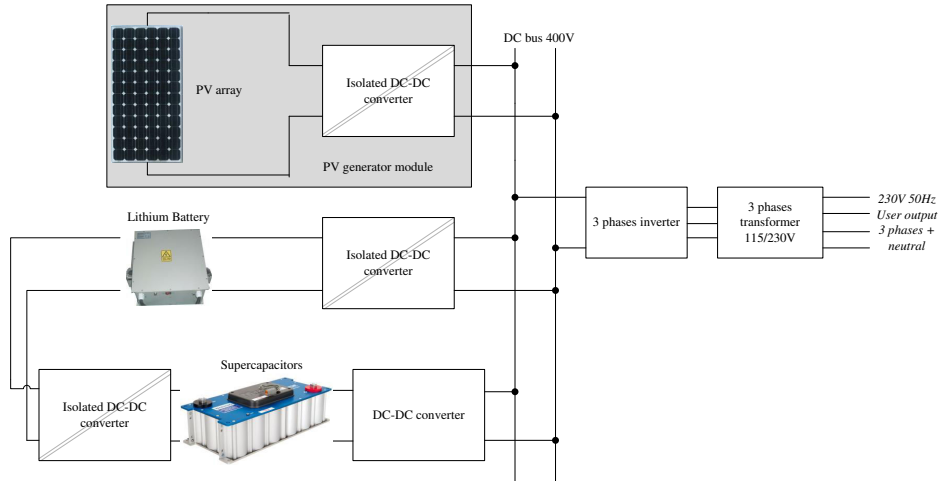 DC bus 400V
Isolated DC-DC
converter
PV array
PV generator module
Lithium Battery
Isolated DC-DC
converter
3 phases inverter
3 phases
transformer
115/230V
230V 50Hz
User output
3 phases +
neutral
Supercapacitors
Isolated DC-DC
converter
DC-DC converter